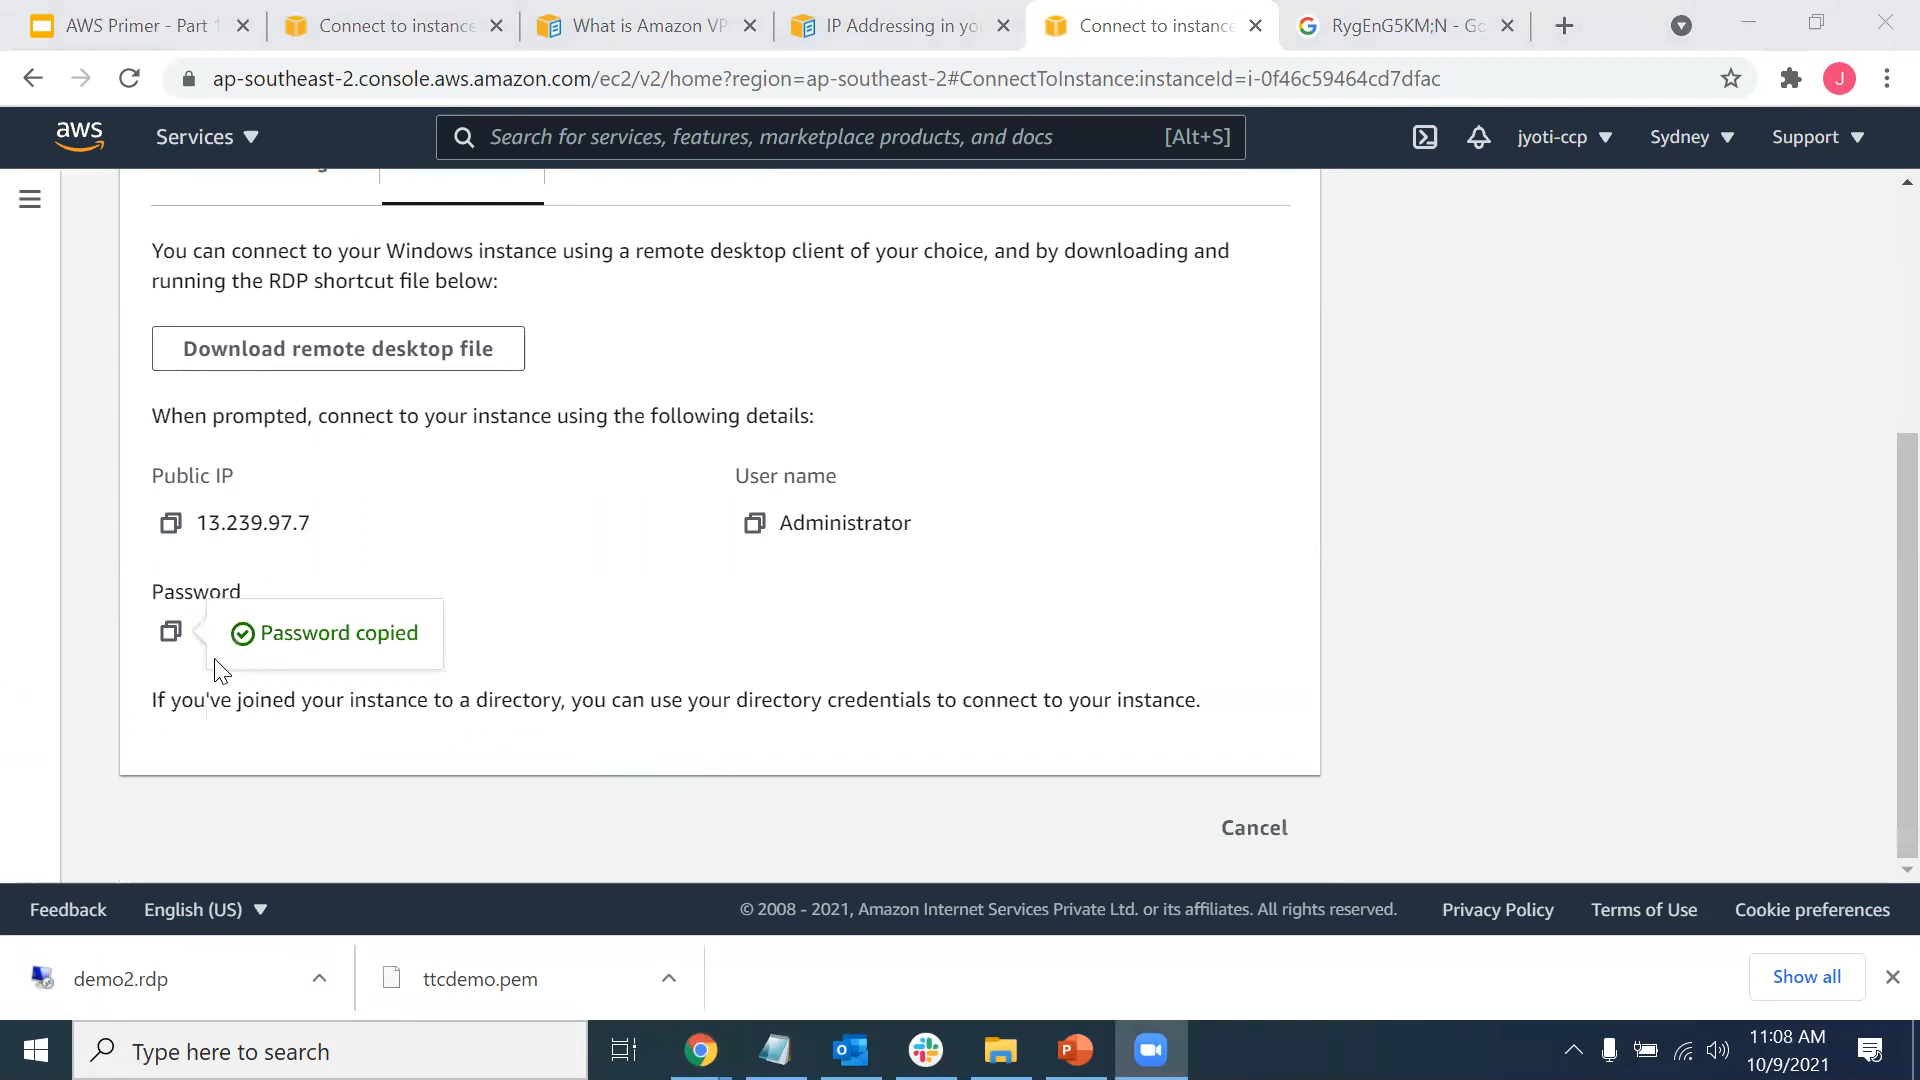 AWS Primer - Part 1
Connect to instance
What is Amazon VP
IP Addressing in yo
Connect to instance
RygEnG5KM;N - Go
ap-southeast-2.console.aws.amazon.com/ec2/v2/home?region=ap-southeast-2#ConnectToInstance:instanceId=i-0f46c59464cd7dfac
J
aws
Services
Search for services, features, marketplace products, and docs
[Alt+S]
jyoti-ccp
Sydney
Support
You can connect to your Windows instance using a remote desktop client of your choice, and by downloading and
running the RDP shortcut file below:
Download remote desktop file
When prompted, connect to your instance using the following details:
Public IP
User name
13.239.97.7
Administrator
Password
Password copied
If you've joined your instance to a directory, you can use your directory credentials to connect to your instance.
Cancel
Feedback
English (US)
© 2008 - 2021, Amazon Internet Services Private Ltd. or its affiliates. All rights reserved.
Privacy Policy
Terms of Use
Cookie preferences
demo2.rdp
ttcdemo.pem
Show all
Type here to search
11:08 AM
10/9/2021